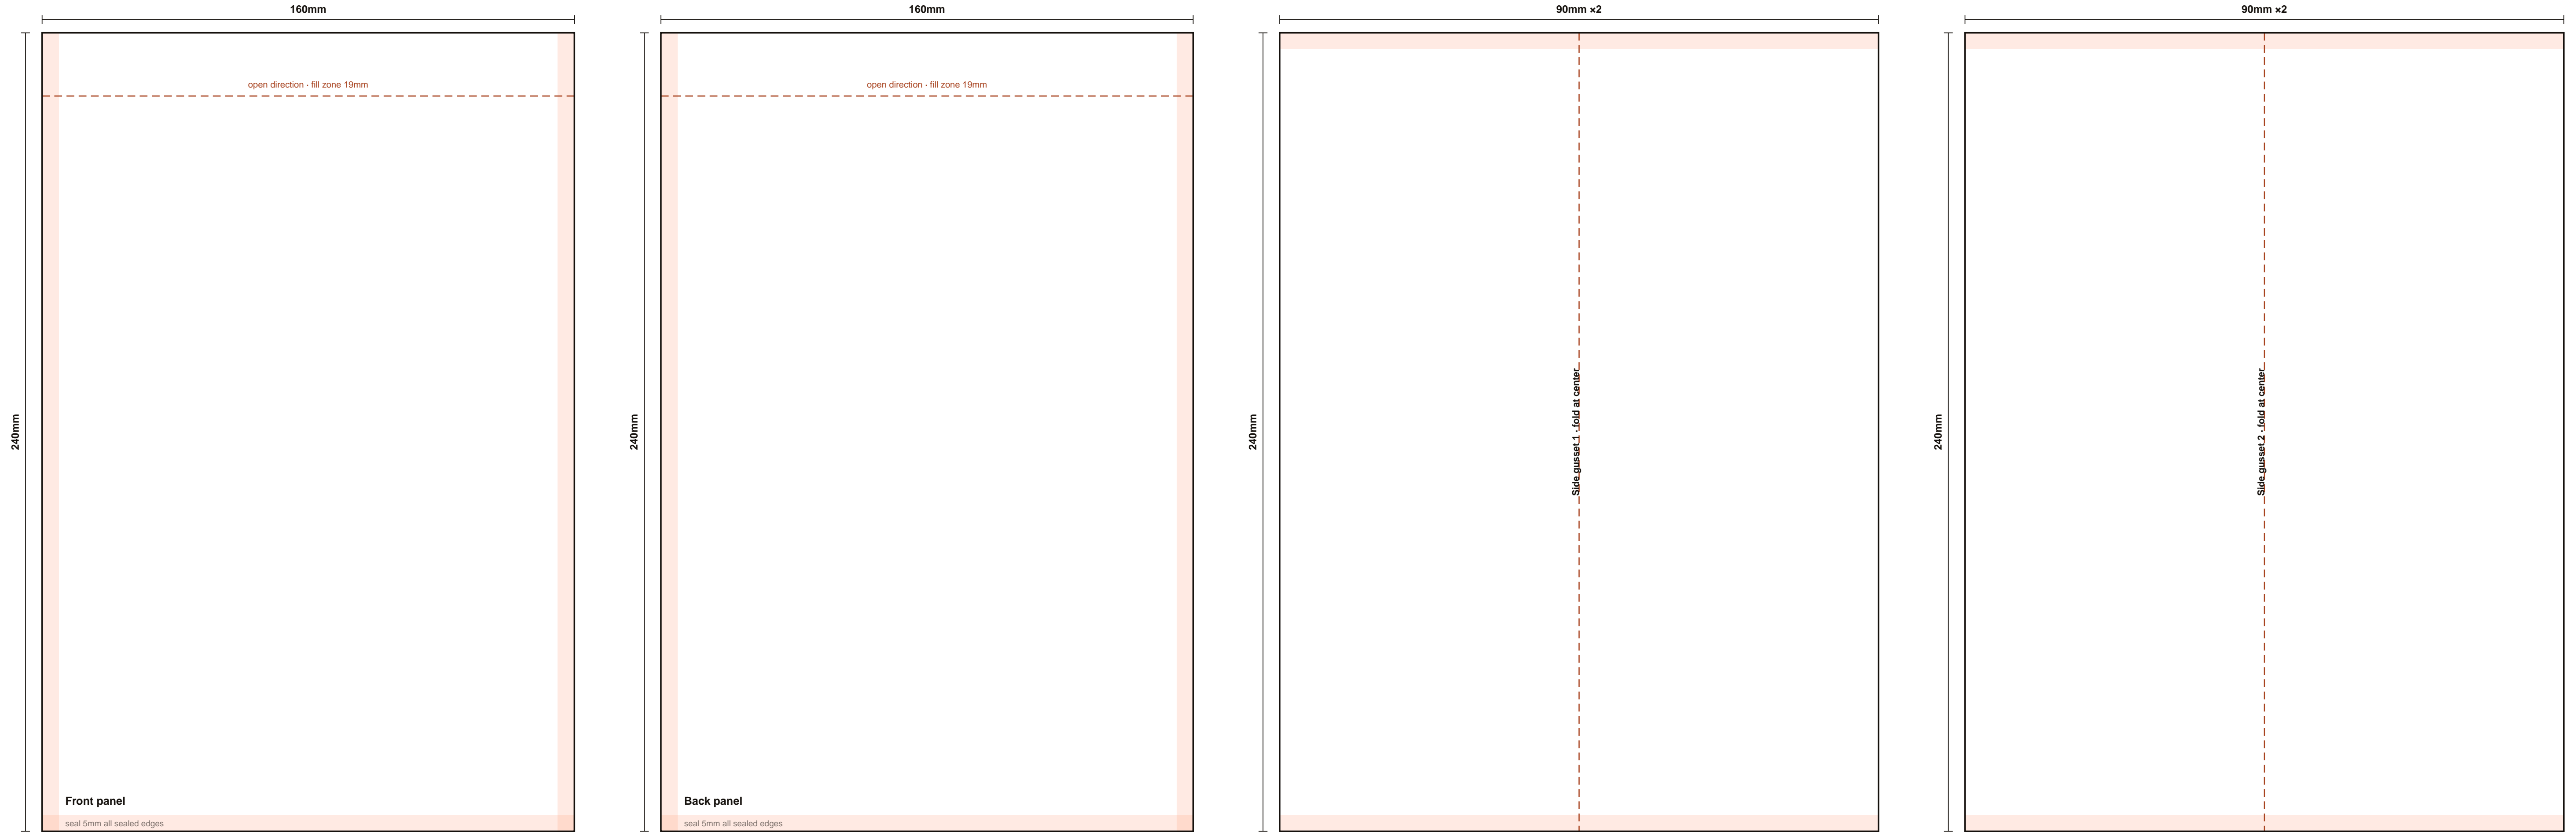 160mm
160mm
90mm ×2
90mm ×2
open direction · fill zone 19mm
open direction · fill zone 19mm
240mm
240mm
240mm
240mm
Side gusset 1 · fold at center
Side gusset 2 · fold at center
Front panel
Back panel
seal 5mm all sealed edges
seal 5mm all sealed edges